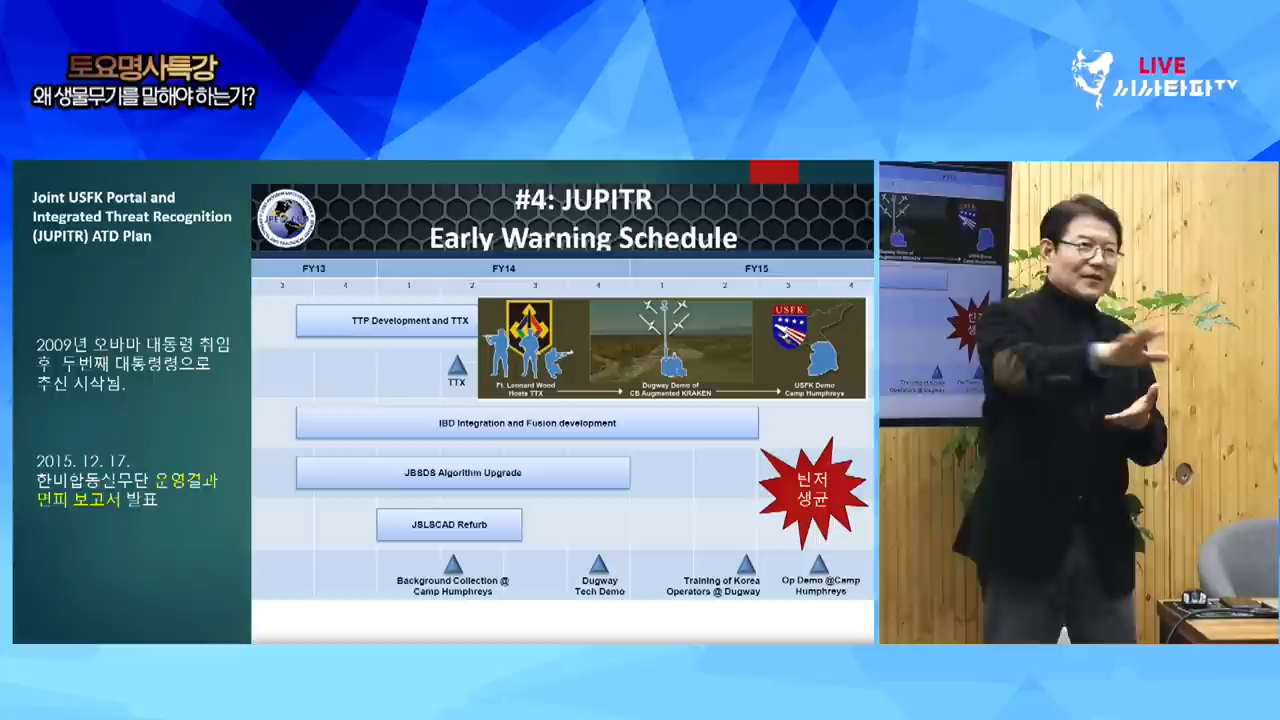 토요명사특강
왜 생물무기를 말해야 하는가?
LIVE
시사타파TV
Joint USFK Portal and
Integrated Threat Recognition
(JUPITR) ATD Plan
2009년 오바마 대통령 취임
후 두번째 대통령령으로
추신 시작됨.
2015. 12. 17.
한미합동실무단 운영결과
면피 보고서 발표
#4: JUPITR
Early Warning Schedule
FY13
FY14
FY15
3 4 1 2 3 4 1 2 3 4
TTP Development and TTX
TTX
Ft. Leonard Wood
Hosts TTX
Dugway Demo of
CB Augmented KRAKEN
USFK
USFK Demo
Camp Humphreys
IBD Integration and Fusion development
JBSDS Algorithm Upgrade
탄저
생균
JSLSCAD Refurb
Background Collection @
Camp Humphreys
Dugway
Tech Demo
Training of Korea
Operators @ Dugway
Op Demo @Camp
Humphreys